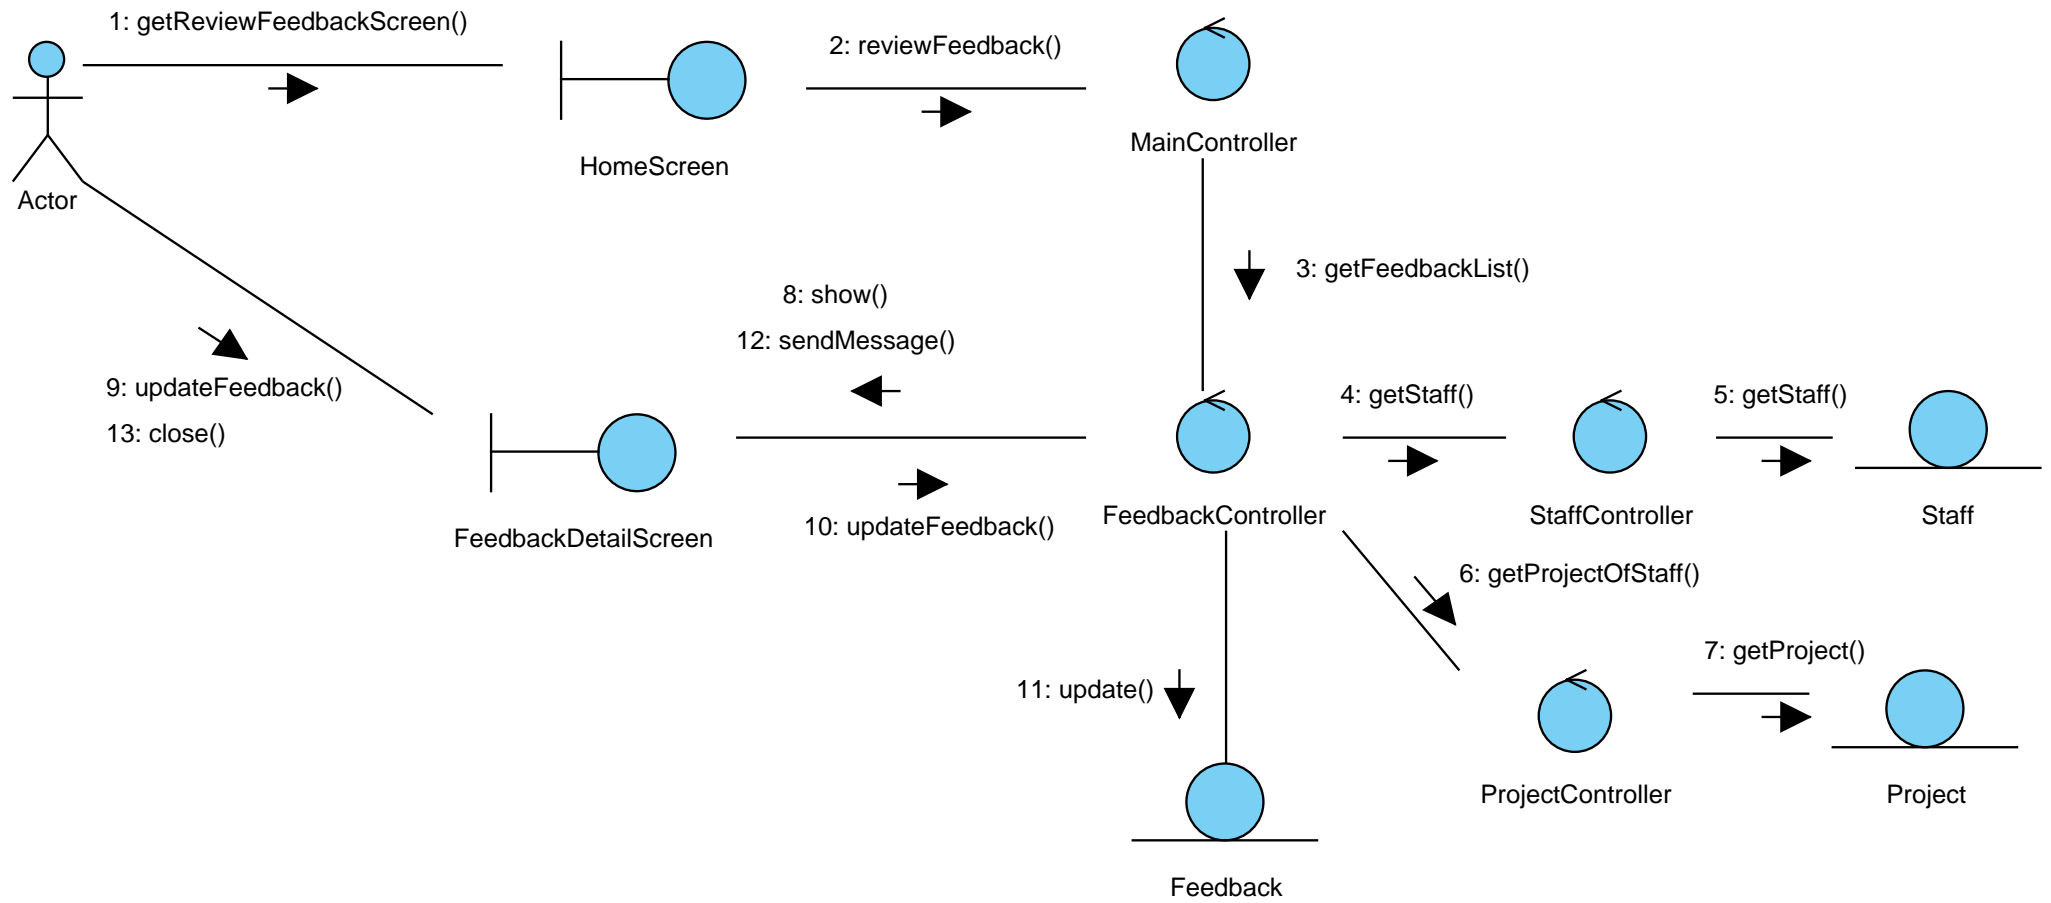 1: getReviewFeedbackScreen()
2: reviewFeedback()
MainController
HomeScreen
Actor
3: getFeedbackList()
8: show()
12: sendMessage()
9: updateFeedback()
13: close()
4: getStaff()
5: getStaff()
10: updateFeedback()
FeedbackController
StaffController
Staff
FeedbackDetailScreen
6: getProjectOfStaff()
7: getProject()
11: update()
ProjectController
Project
Feedback